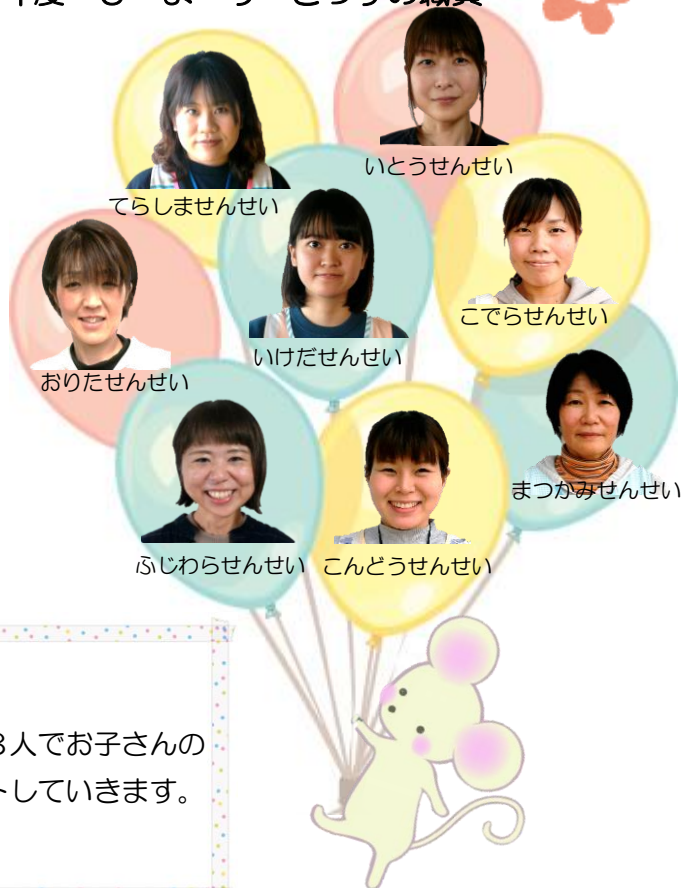 いとうせんせい
てらしませんせい
こでらせんせい
いけだせんせい
おりたせんせい
まつかみせんせい
ふじわらせんせい
こんどうせんせい
人でお子さんの
していきます。